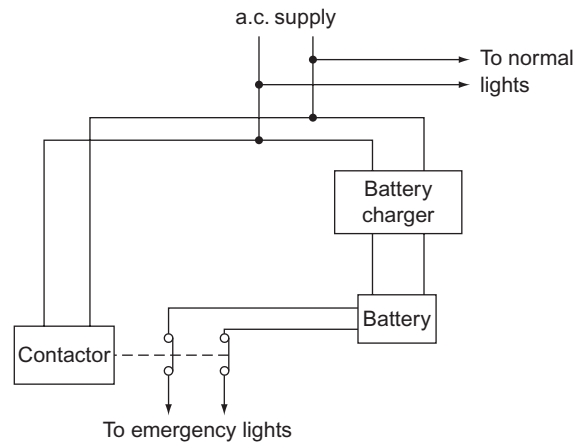 a.c. supply
To normal
lights
Battery
charger
Battery
Contactor
To emergency lights